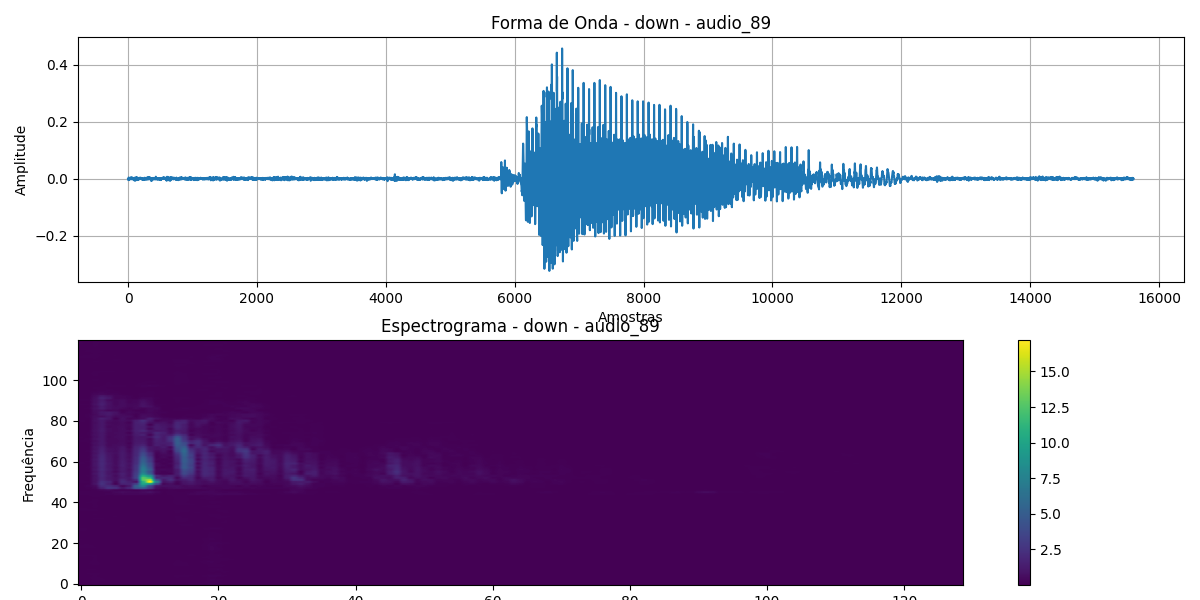 Forma de Onda - down - audio_89
Amplitude
0.4
0.2
0.0
−0.2
0 2000 4000 6000 8000 10000 12000 14000 16000
Amostras
Espectrograma - down - audio_89
Frequência
100
80
60
40
20
0
0 20 40 60 80 100 120
15.0
12.5
10.0
7.5
5.0
2.5